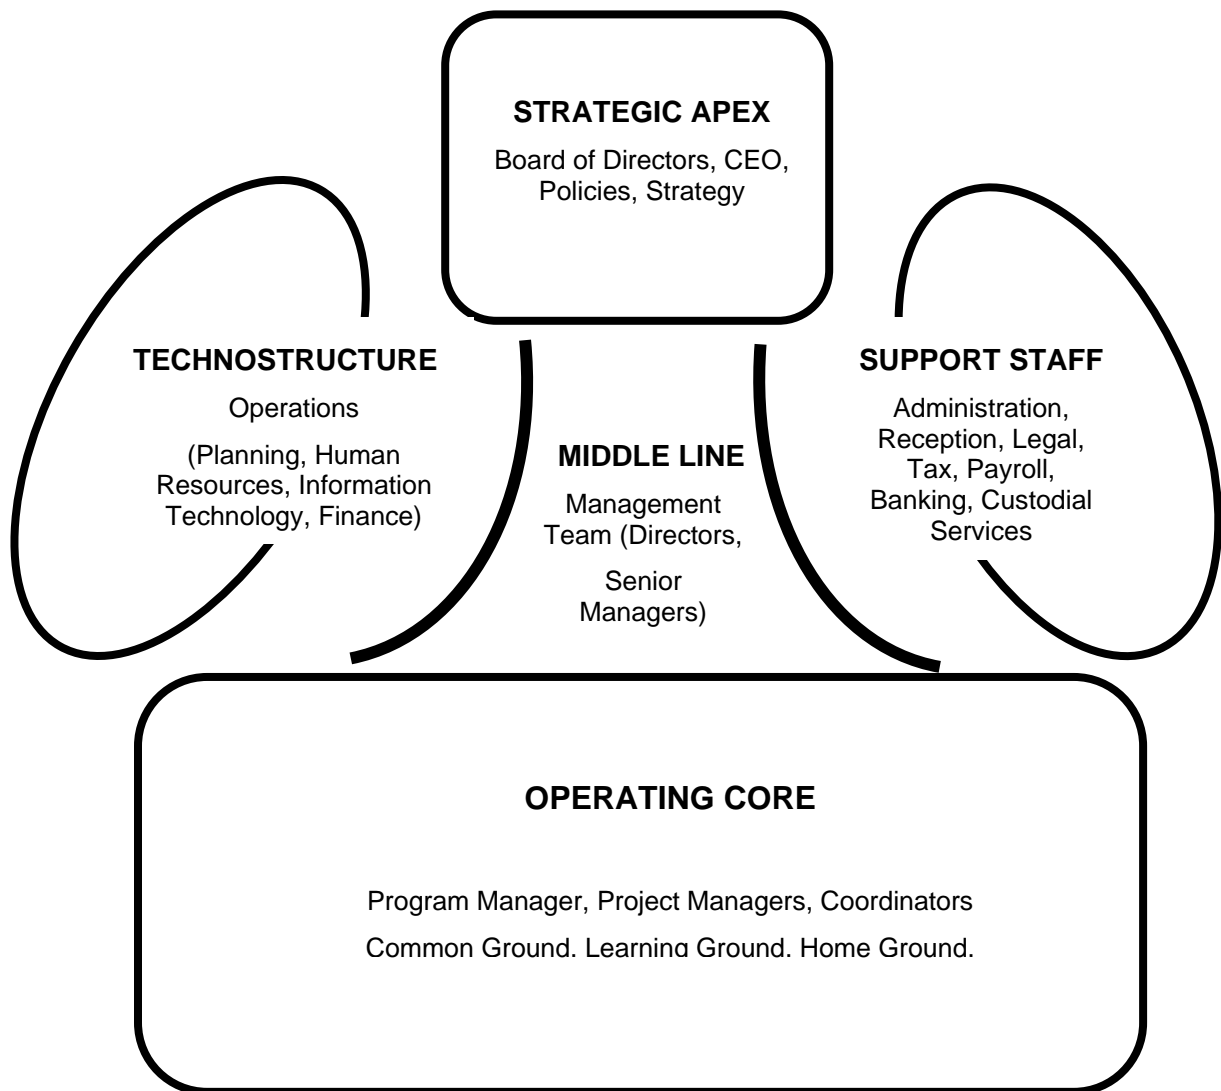 STRATEGIC APEX
Board of Directors, CEO,
Policies, Strategy
TECHNOSTRUCTURE
Operations
(Planning, Human
Resources, Information
Technology, Finance)
MIDDLE LINE
Management
Team (Directors,
Senior
Managers)
SUPPORT STAFF
Administration,
Reception, Legal,
Tax, Payroll,
Banking, Custodial
Services
OPERATING CORE
Program Manager, Project Managers, Coordinators
Common Ground, Learning Ground, Home Ground,